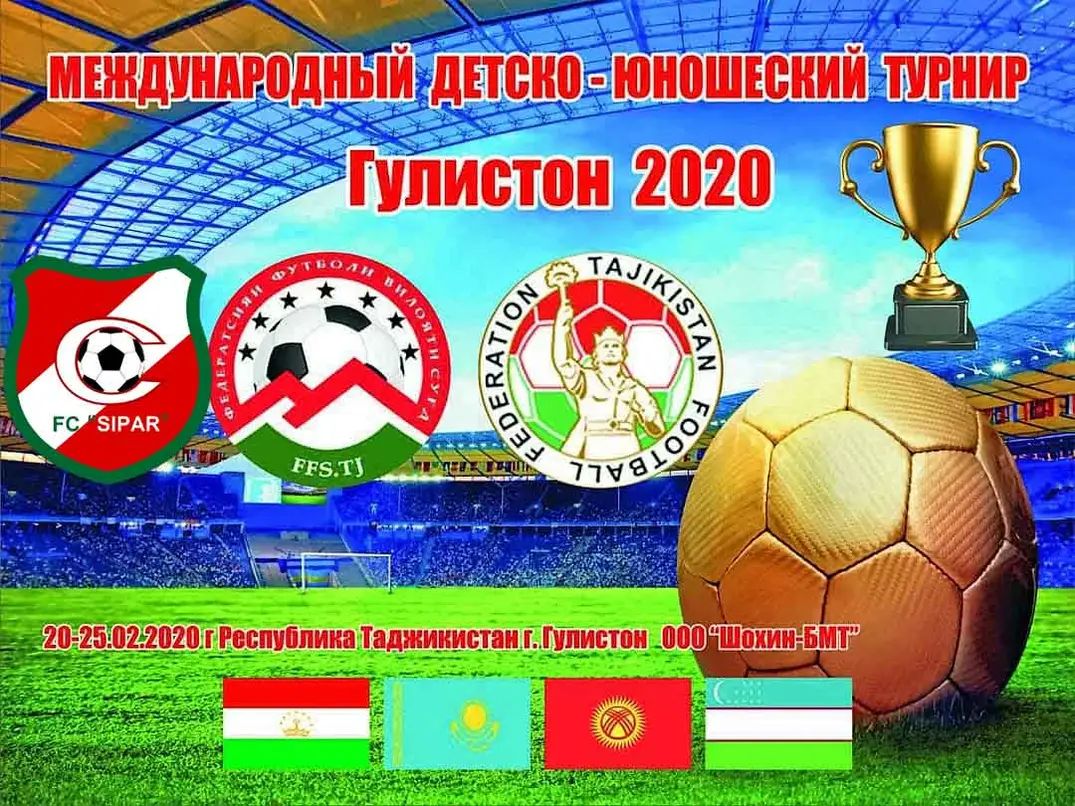 МЕЖДУНАРОДНЫЙ ДЕТСКО - ЮНОШЕСКИЙ ТУРНИР
Гулистон 2020
FC "SIPAR"
ФЕДЕРАТСИЯИ ФУТБОЛИ ВИЛОЯТИ СУҒД
FFS.TJ
TAJIKISTAN FOOTBALL FEDERATION
20-25.02.2020 г Республика Таджикистан г. Гулистон ООО "Шохин-БМТ"